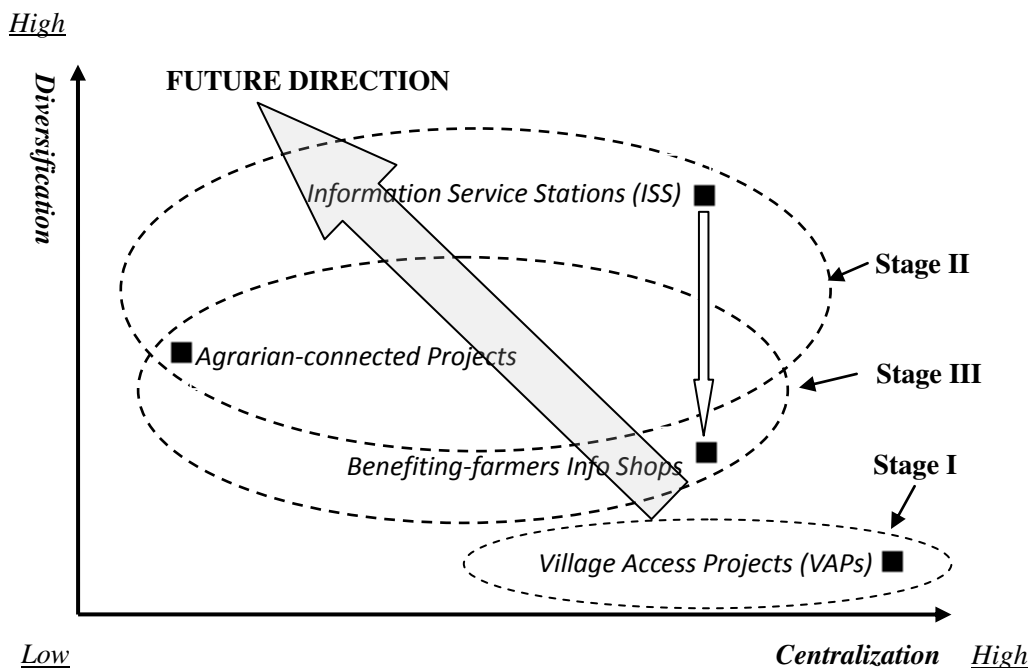 High
Diversification
FUTURE DIRECTION
Information Service Stations (ISS)
Stage II
Agrarian-connected Projects
Stage III
Benefiting-farmers Info Shops
Stage I
Village Access Projects (VAPs)
Low
Centralization
High